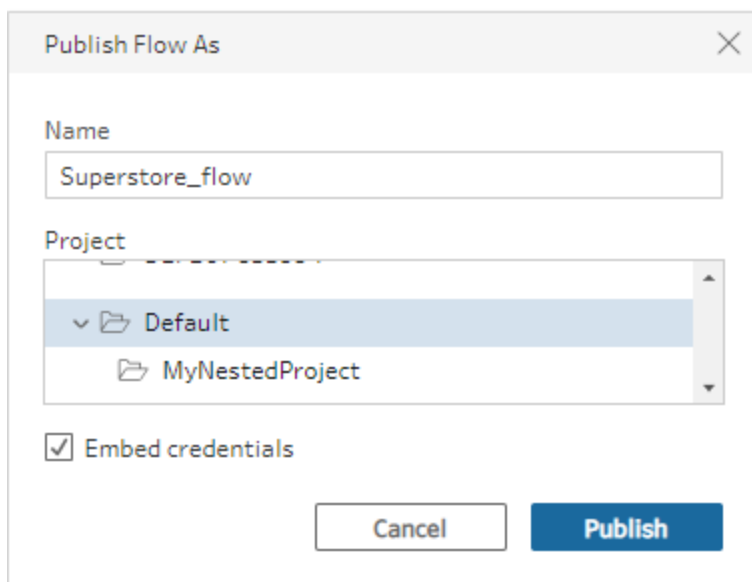 Publish Flow As
Name
Superstore_flow
Project
Default
MyNestedProject
Embed credentials
Cancel
Publish